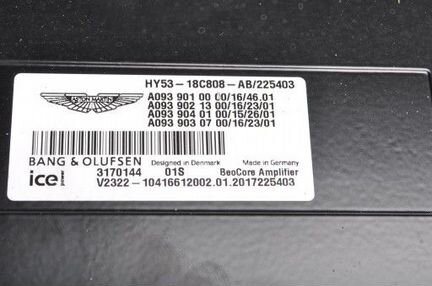 HY53-18C808-AB/225403
A093 901 00 00/16/46.01
A093 902 13 00/16/23/01
A093 904 01 00/15/26/01
A093 903 07 00/16/23/01
BANG & OLUFSEN Designed in Denmark Made in Germany
ice power 3170144 01S BeoCore Amplifier
V2322-10416612002.01.2017225403